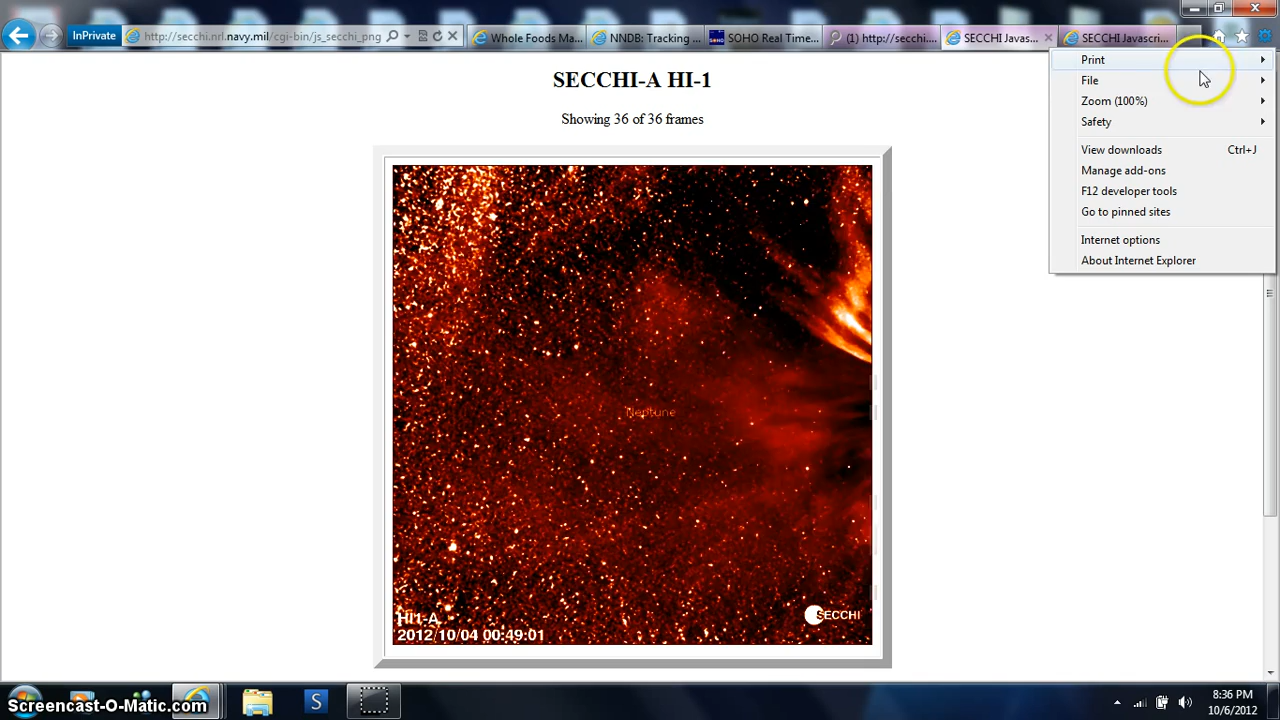 InPrivate
http://secchi.nrl.navy.mil/cgi-bin/js_secchi_png
Whole Foods Ma...
NNDB: Tracking ...
SOHO Real Time...
(1) http://secchi....
SECCHI Javas...
SECCHI Javascri...
SECCHI-A HI-1
Showing 36 of 36 frames
Print
File
Zoom (100%)
Safety
View downloads Ctrl+J
Manage add-ons
F12 developer tools
Go to pinned sites
Internet options
About Internet Explorer
Neptune
HI1-A
2012/10/04 00:49:01
SECCHI
SOHO
S
Screencast-O-Matic.com
8:36 PM
10/6/2012